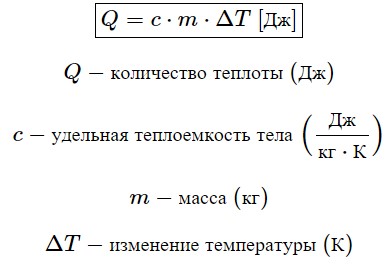 Q = c · m · ΔT [Дж]
Q – количество теплоты (Дж)
c – удельная теплоемкость тела (Дж / кг · К)
m – масса (кг)
ΔT – изменение температуры (К)